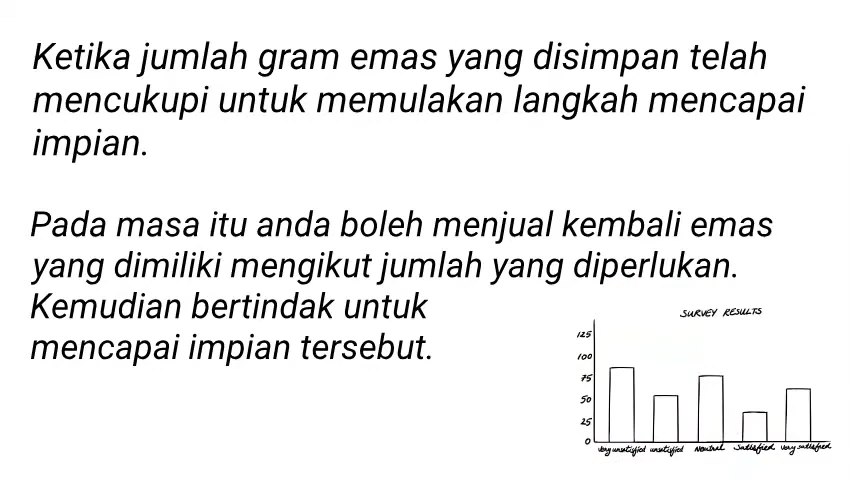 Ketika jumlah gram emas yang disimpan telah
mencukupi untuk memulakan langkah mencapai
impian.
Pada masa itu anda boleh menjual kembali emas
yang dimiliki mengikut jumlah yang diperlukan.
Kemudian bertindak untuk
mencapai impian tersebut.
SURVEY RESULTS
125
100
75
50
25
0
Very unsatisfied unsatisfied Neutral Satisfied Very satisfied